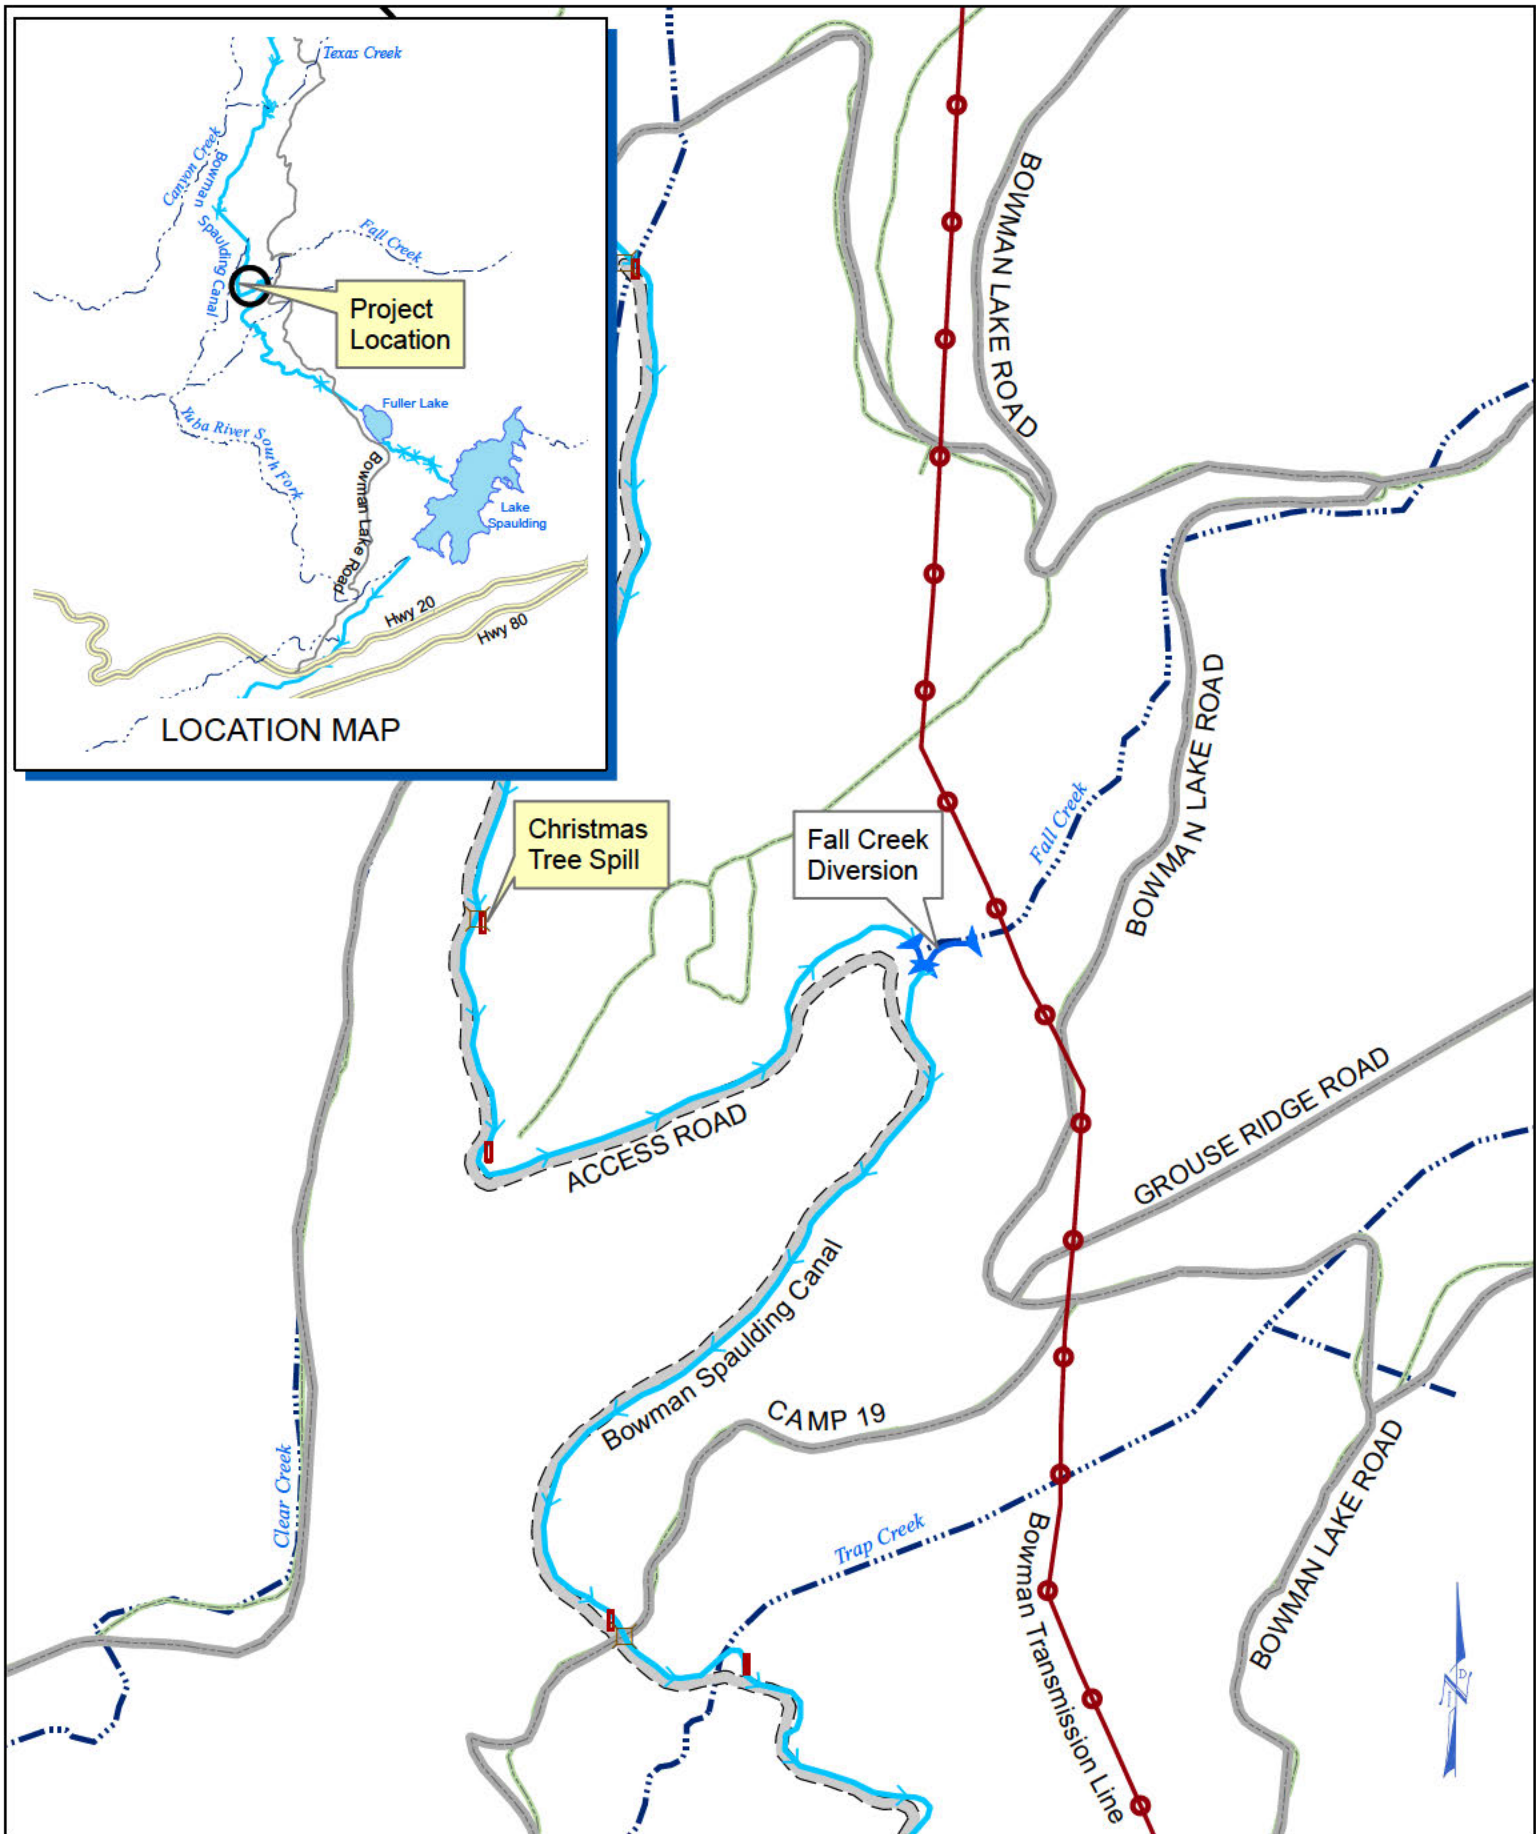 Texas Creek
Canyon Creek
Bowman
Spaulding Canal
Fall Creek
Project
Location
Fuller Lake
Yuba River South Fork
Bowman Lake Road
Lake
Spaulding
Hwy 20
Hwy 80
LOCATION MAP
BOWMAN LAKE ROAD
BOWMAN LAKE ROAD
Christmas
Tree Spill
Fall Creek
Diversion
Fall Creek
ACCESS ROAD
GROUSE RIDGE ROAD
Bowman Spaulding Canal
CAMP 19
Clear Creek
Trap Creek
Bowman Transmission Line
BOWMAN LAKE ROAD
N
I D